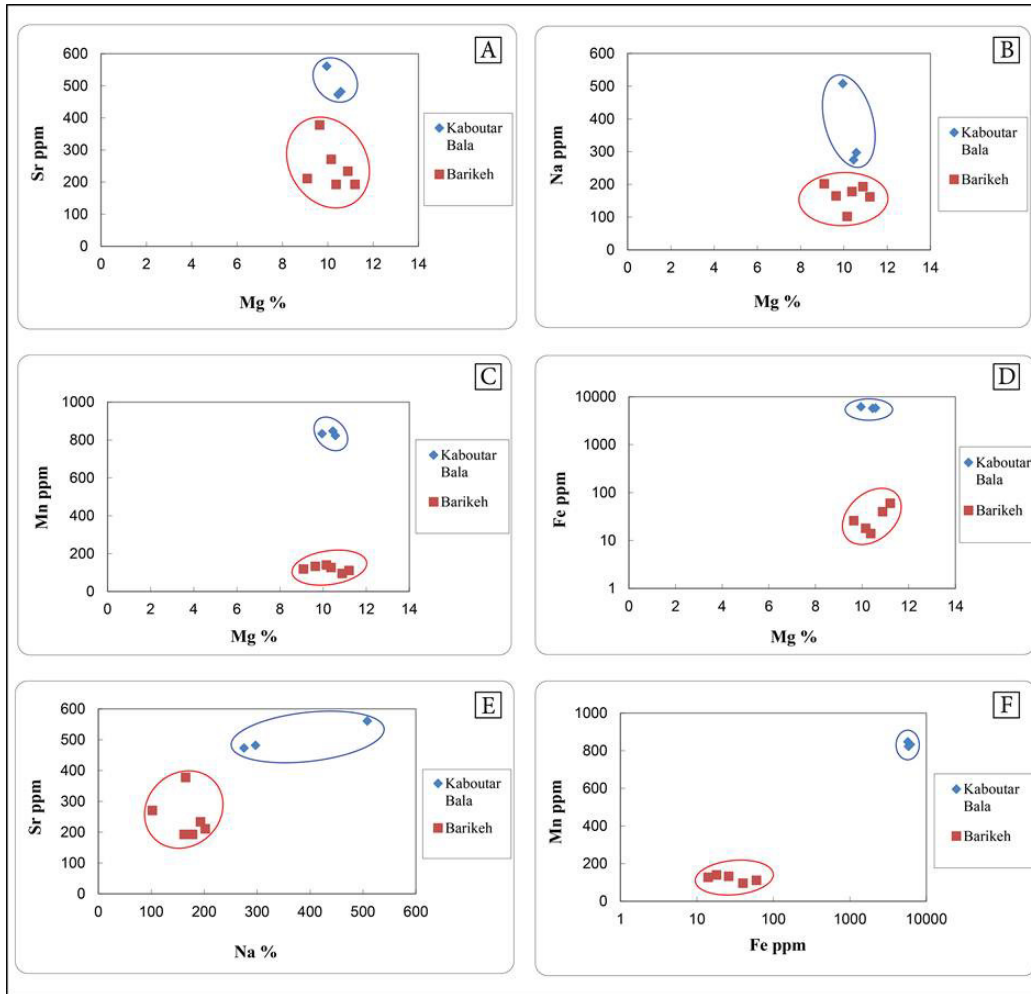 A
Sr ppm
600
500
400
300
200
100
0
0 2 4 6 8 10 12 14
Mg %
Kaboutar
Bala
Barikeh
B
Na ppm
600
500
400
300
200
100
0
0 2 4 6 8 10 12 14
Mg %
Kaboutar
Bala
Barikeh
C
Mn ppm
1000
800
600
400
200
0
0 2 4 6 8 10 12 14
Mg %
Kaboutar
Bala
Barikeh
D
Fe ppm
10000
1000
100
10
1
0 2 4 6 8 10 12 14
Mg %
Kaboutar
Bala
Barikeh
E
Sr ppm
600
500
400
300
200
100
0
0 100 200 300 400 500 600
Na %
Kaboutar
Bala
Barikeh
F
Mn ppm
1000
800
600
400
200
0
1 10 100 1000 10000
Fe ppm
Kaboutar
Bala
Barikeh